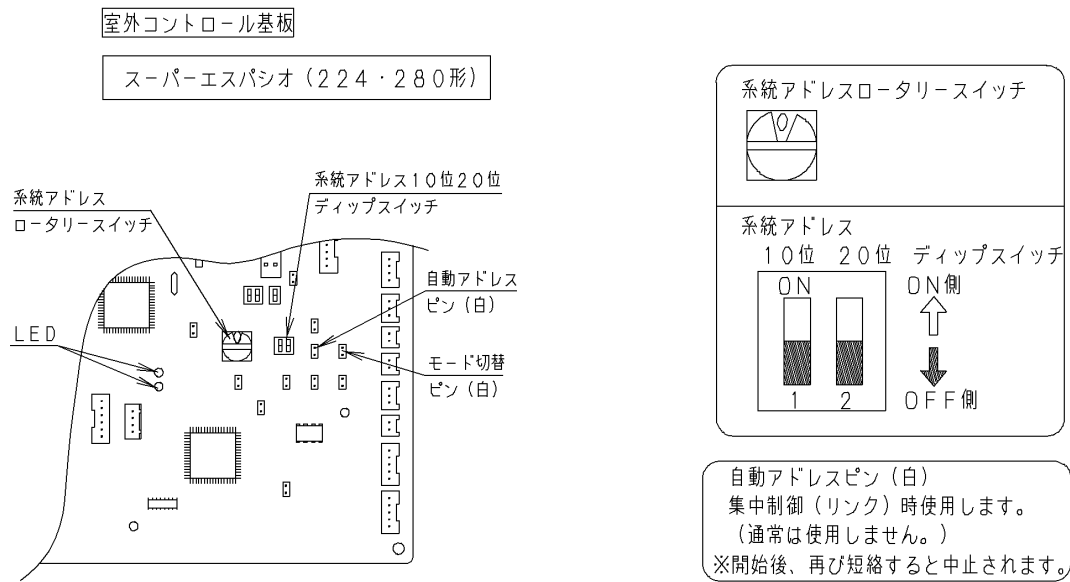 室外コントロール基板
スーパーエスパシオ(224・280形)
系統アドレス
ロータリースイッチ
系統アドレス10位20位
ディップスイッチ
自動アドレス
ピン(白)
LED
モード切替
ピン(白)
系統アドレスロータリースイッチ
0
系統アドレス
10位 20位 ディップスイッチ
ON ON側
1 2 OFF側
自動アドレスピン(白)
集中制御(リンク)時使用します。
(通常は使用しません。)
※開始後、再び短絡すると中止されます。